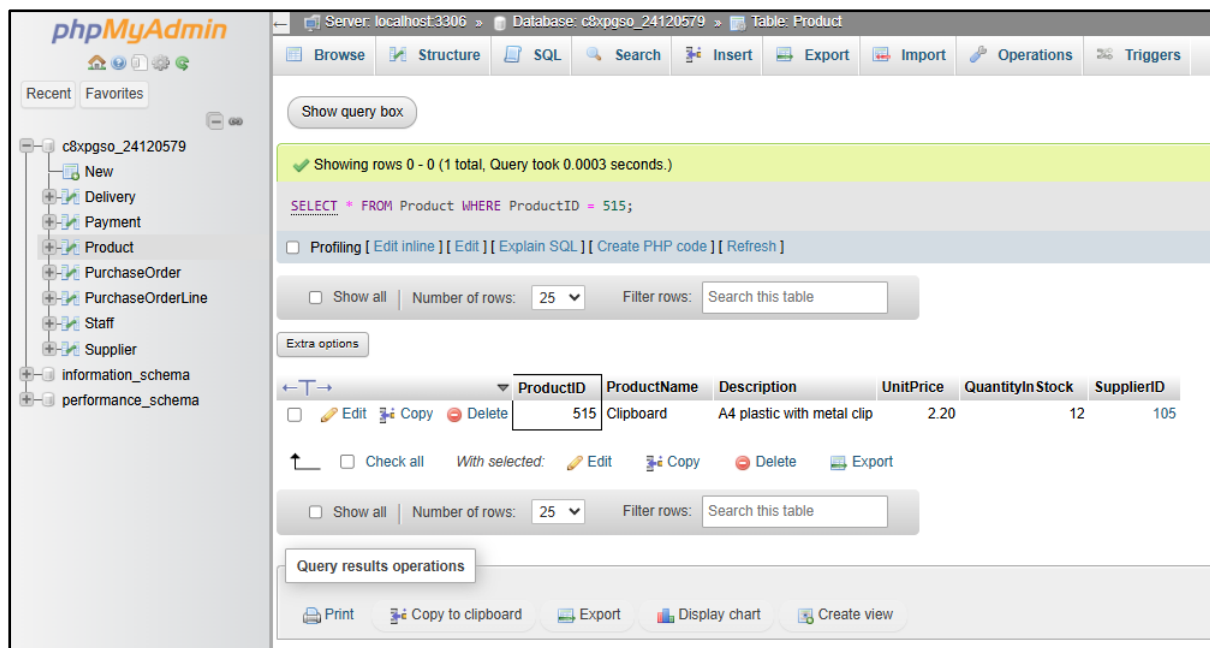 phpMyAdmin
Server: localhost:3306 » Database: c8xpgso_24120579 » Table: Product
Browse Structure SQL Search Insert Export Import Operations Triggers
Recent Favorites
Show query box
c8xpgso_24120579
New
Delivery
Payment
Product
PurchaseOrder
PurchaseOrderLine
Staff
Supplier
information_schema
performance_schema
Showing rows 0 - 0 (1 total, Query took 0.0003 seconds.)
SELECT * FROM Product WHERE ProductID = 515;
Profiling [ Edit inline ] [ Edit ] [ Explain SQL ] [ Create PHP code ] [ Refresh ]
Show all | Number of rows: 25 Filter rows: Search this table
Extra options
←T→ ProductID ProductName Description UnitPrice QuantityInStock SupplierID
Edit Copy Delete 515 Clipboard A4 plastic with metal clip 2.20 12 105
Check all With selected: Edit Copy Delete Export
Show all | Number of rows: 25 Filter rows: Search this table
Query results operations
Print Copy to clipboard Export Display chart Create view